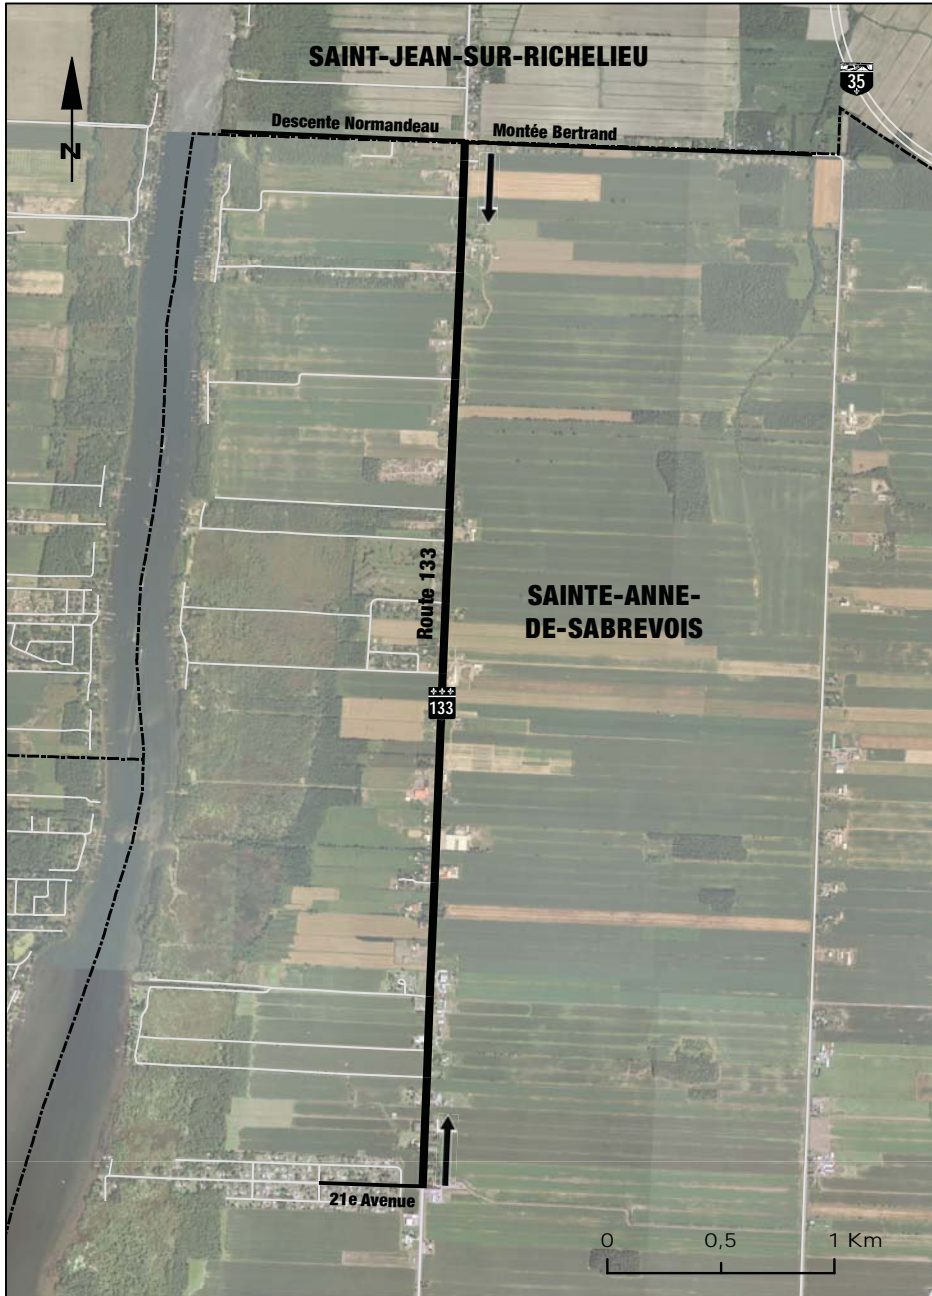 SAINT-JEAN-SUR-RICHELIEU
35
N
Descente Normandeau
Montée Bertrand
Route 133
SAINTE-ANNE-
DE-SABREVOIS
133
21e Avenue
0 0,5 1 Km